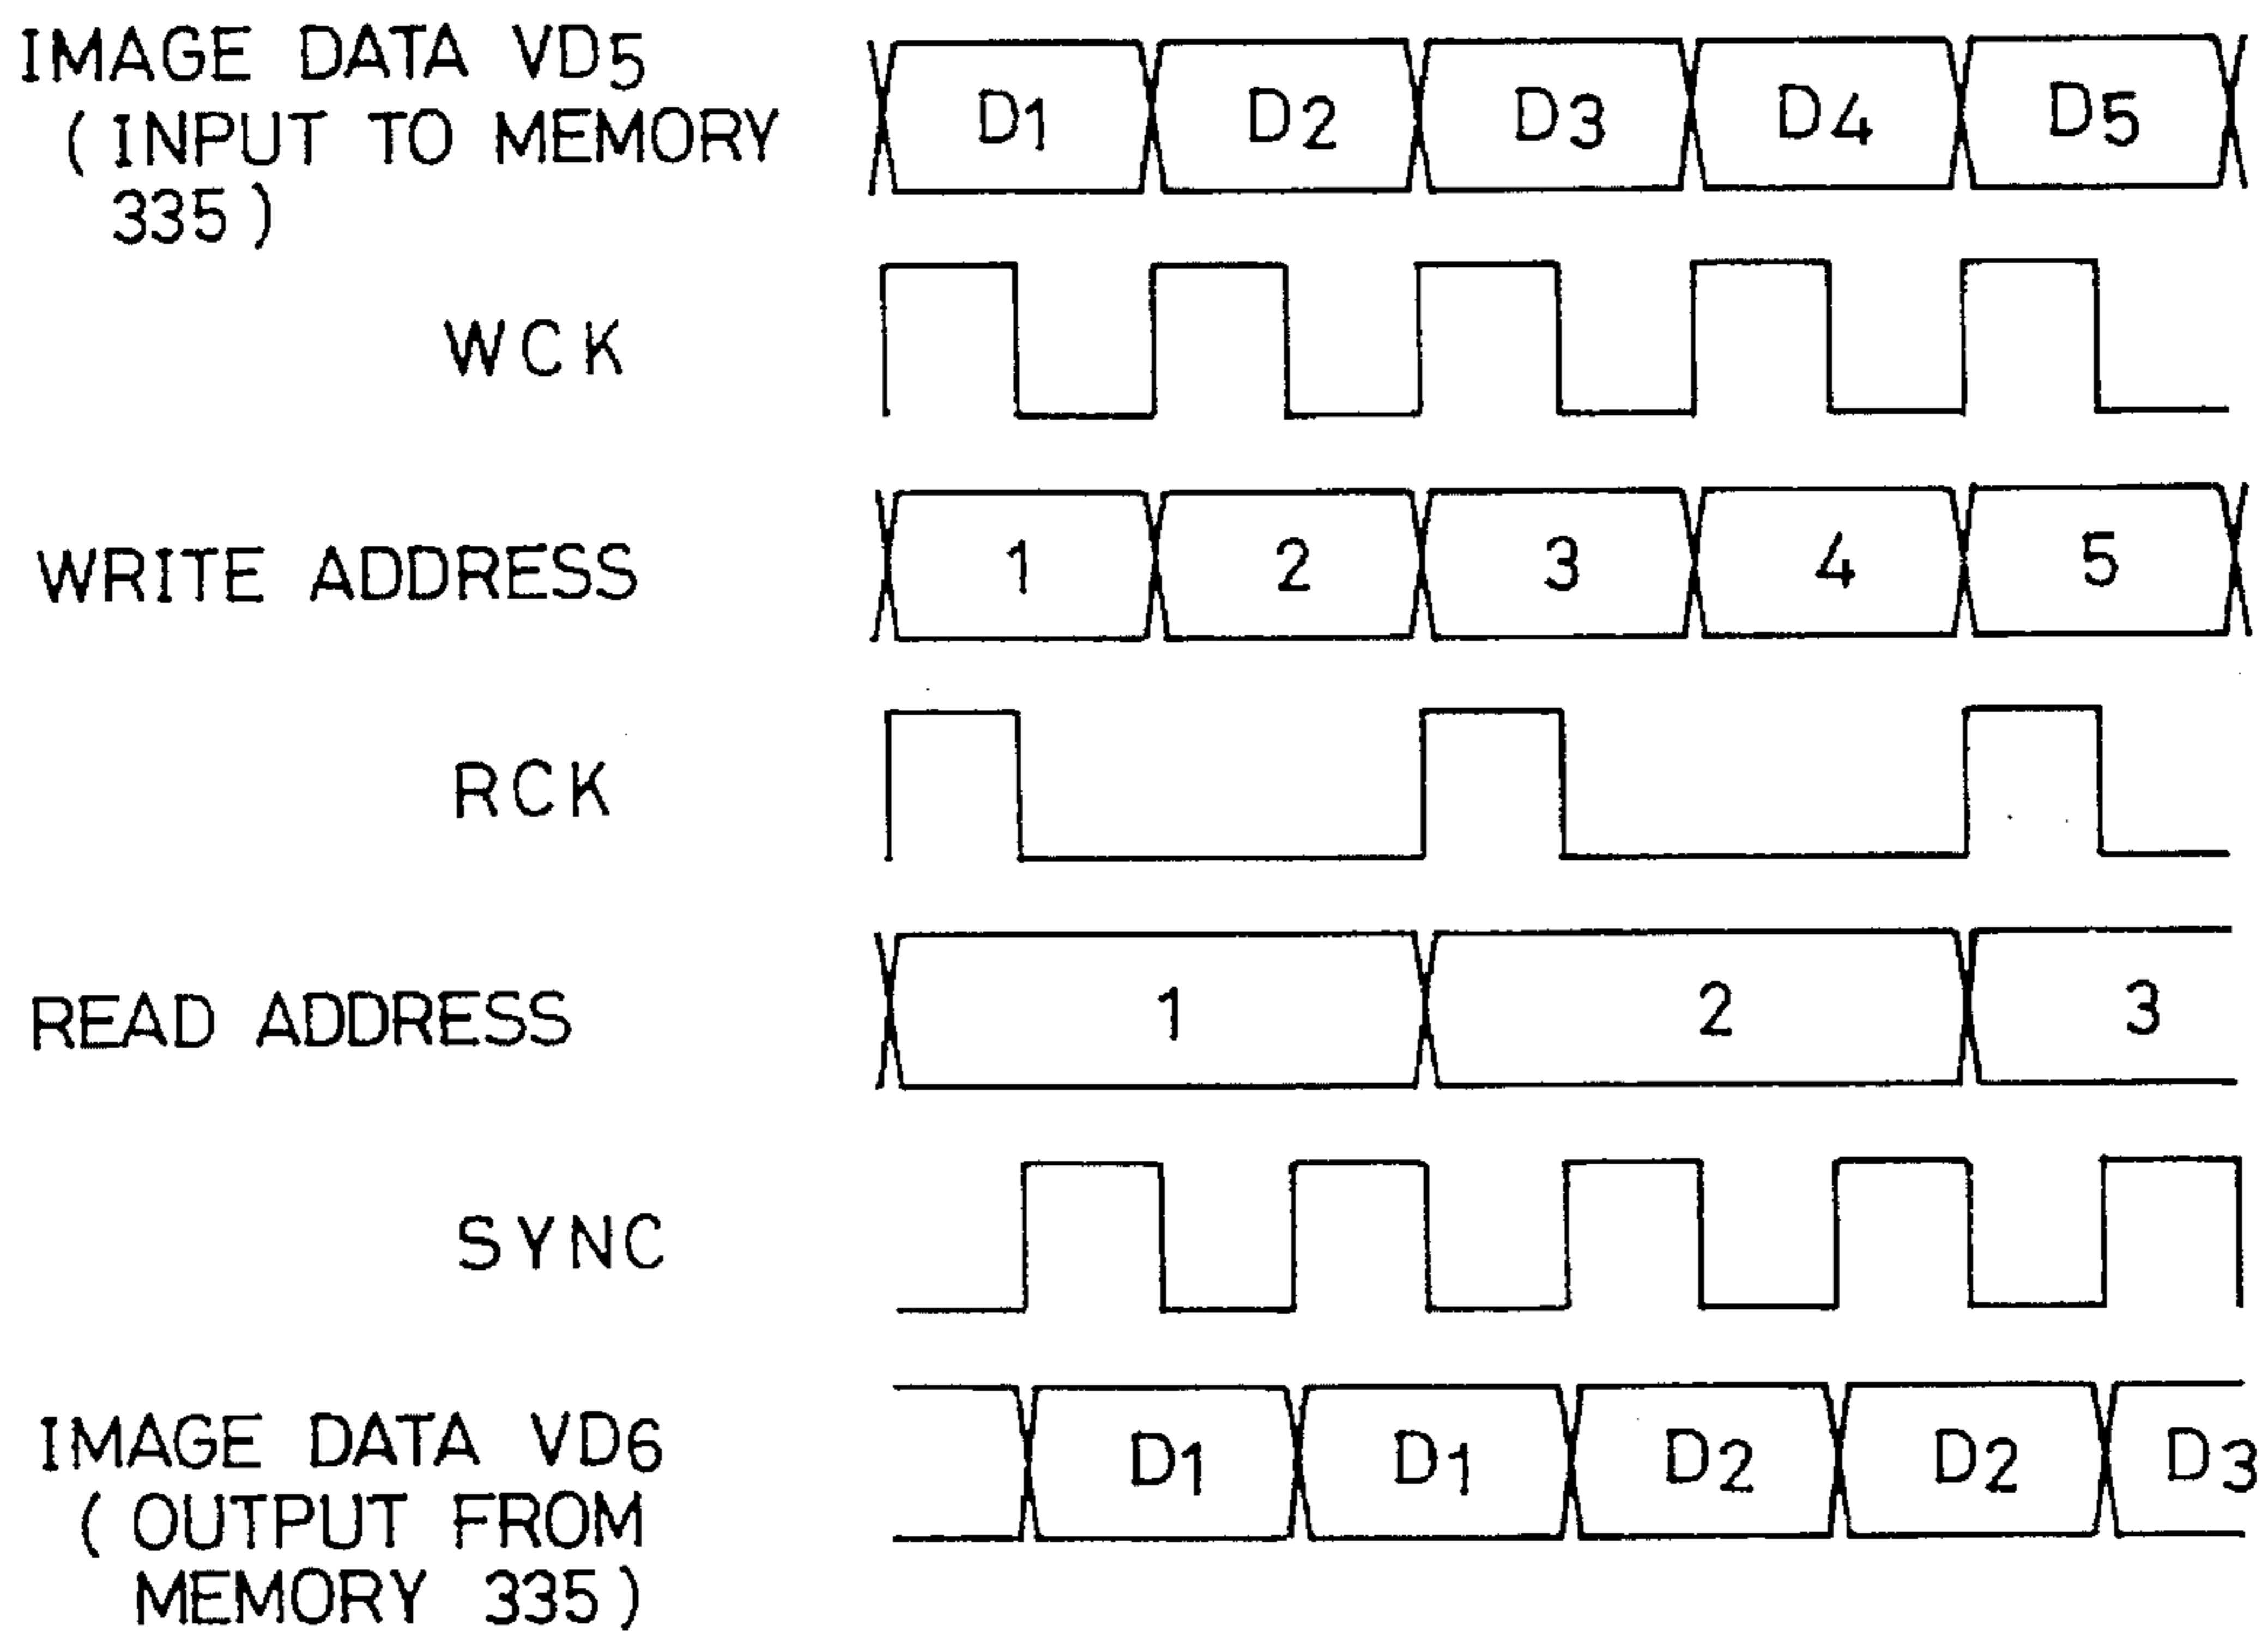 IMAGE DATA VD5
(INPUT TO MEMORY
335)
D1 D2 D3 D4 D5
WCK
WRITE ADDRESS
1 2 3 4 5
RCK
READ ADDRESS
1 2 3
SYNC
IMAGE DATA VD6
(OUTPUT FROM
MEMORY 335)
D1 D1 D2 D2 D3